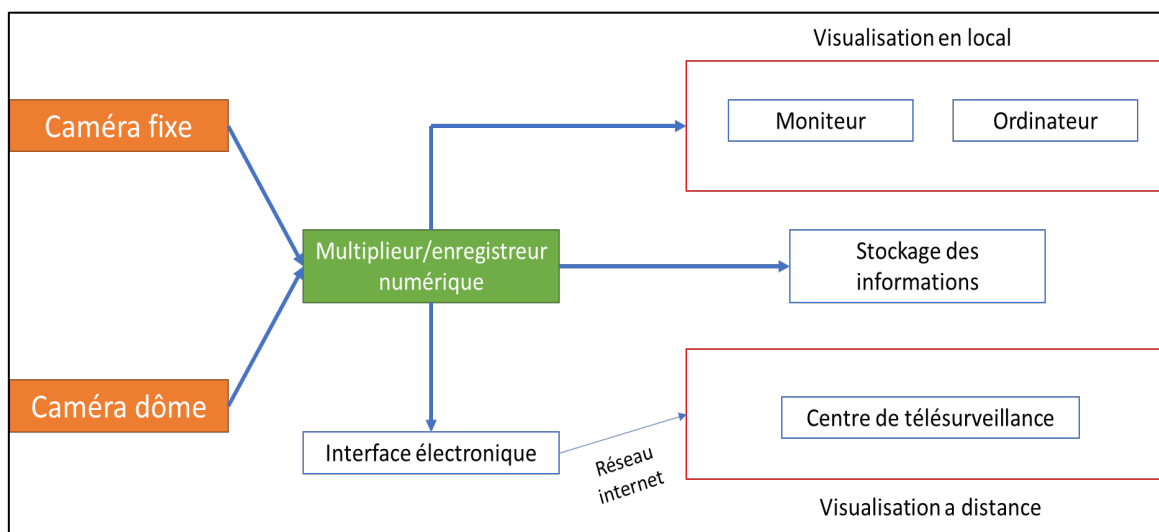 Visualisation en local
Caméra fixe
Moniteur
Ordinateur
Multiplieur/enregistreur
numérique
Stockage des
informations
Caméra dôme
Centre de télésurveillance
Interface électronique
Réseau
internet
Visualisation a distance